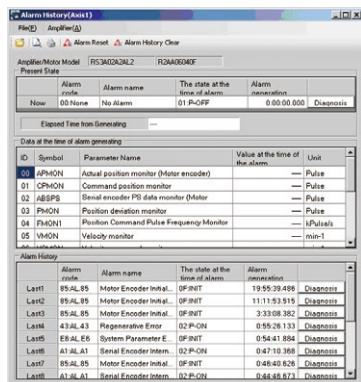 Alarm History(Axis1)
File(F) Amplifier(A)
Alarm Reset Alarm History Clear
Amplifier/Motor Model RS3A02A2AL2 R2AA06040F
Present State
Alarm code Alarm name The state at the time of alarm Alarm generating
Now 00:None No Alarm 01:P-OFF 0:00:00.000 Diagnosis
Elapsed Time from Generating ---
Data at the time of alarm generating
ID Symbol Parameter Name Value at the time of the alarm Unit
00 APMON Actual position monitor (Motor encoder) --- Pulse
01 CPMON Command position monitor --- Pulse
02 ABSPS Serial encoder PS data monitor (Motor --- Pulse
03 PMON Position deviation monitor --- Pulse
04 FMON1 Position Command Pulse Frequency Monitor --- kPulse/s
05 VMON Velocity monitor --- min-1
Alarm History
Alarm code Alarm name The state at the time of alarm Alarm generating
Last1 85:AL.85 Motor Encoder Initial... 0F:INIT 19:55:39.486 Diagnosis
Last2 85:AL.85 Motor Encoder Initial... 0F:INIT 11:11:53.515 Diagnosis
Last3 85:AL.85 Motor Encoder Initial... 0F:INIT 3:33:08.382 Diagnosis
Last4 43:AL.43 Regenerative Error 02:P-ON 0:55:26.133 Diagnosis
Last5 E8:AL.E8 System Parameter E... 02:P-ON 0:54:41.884 Diagnosis
Last6 A1:AL.A1 Serial Encoder Intern... 02:P-ON 0:47:10.368 Diagnosis
Last7 85:AL.85 Motor Encoder Initial... 0F:INIT 0:46:40.626 Diagnosis
Last8 A1:AL.A1 Serial Encoder Intern... 02:P-ON 0:44:45.673 Diagnosis